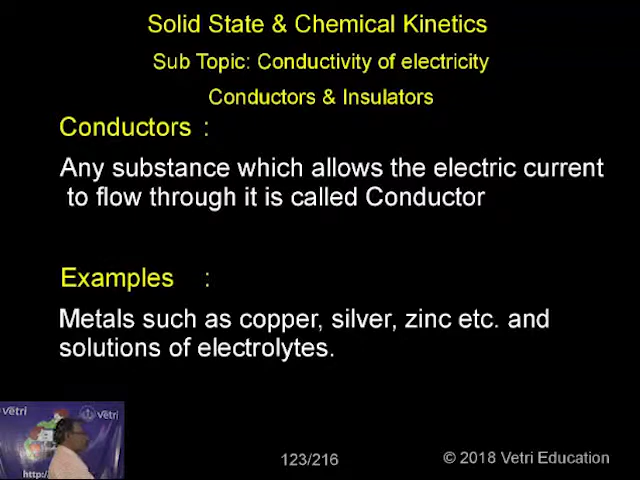 Solid State & Chemical Kinetics
Sub Topic: Conductivity of electricity
Conductors & Insulators
Conductors :
Any substance which allows the electric current
to flow through it is called Conductor
Examples :
Metals such as copper, silver, zinc etc. and
solutions of electrolytes.
vetri
Vetri
http://
123/216
© 2018 Vetri Education